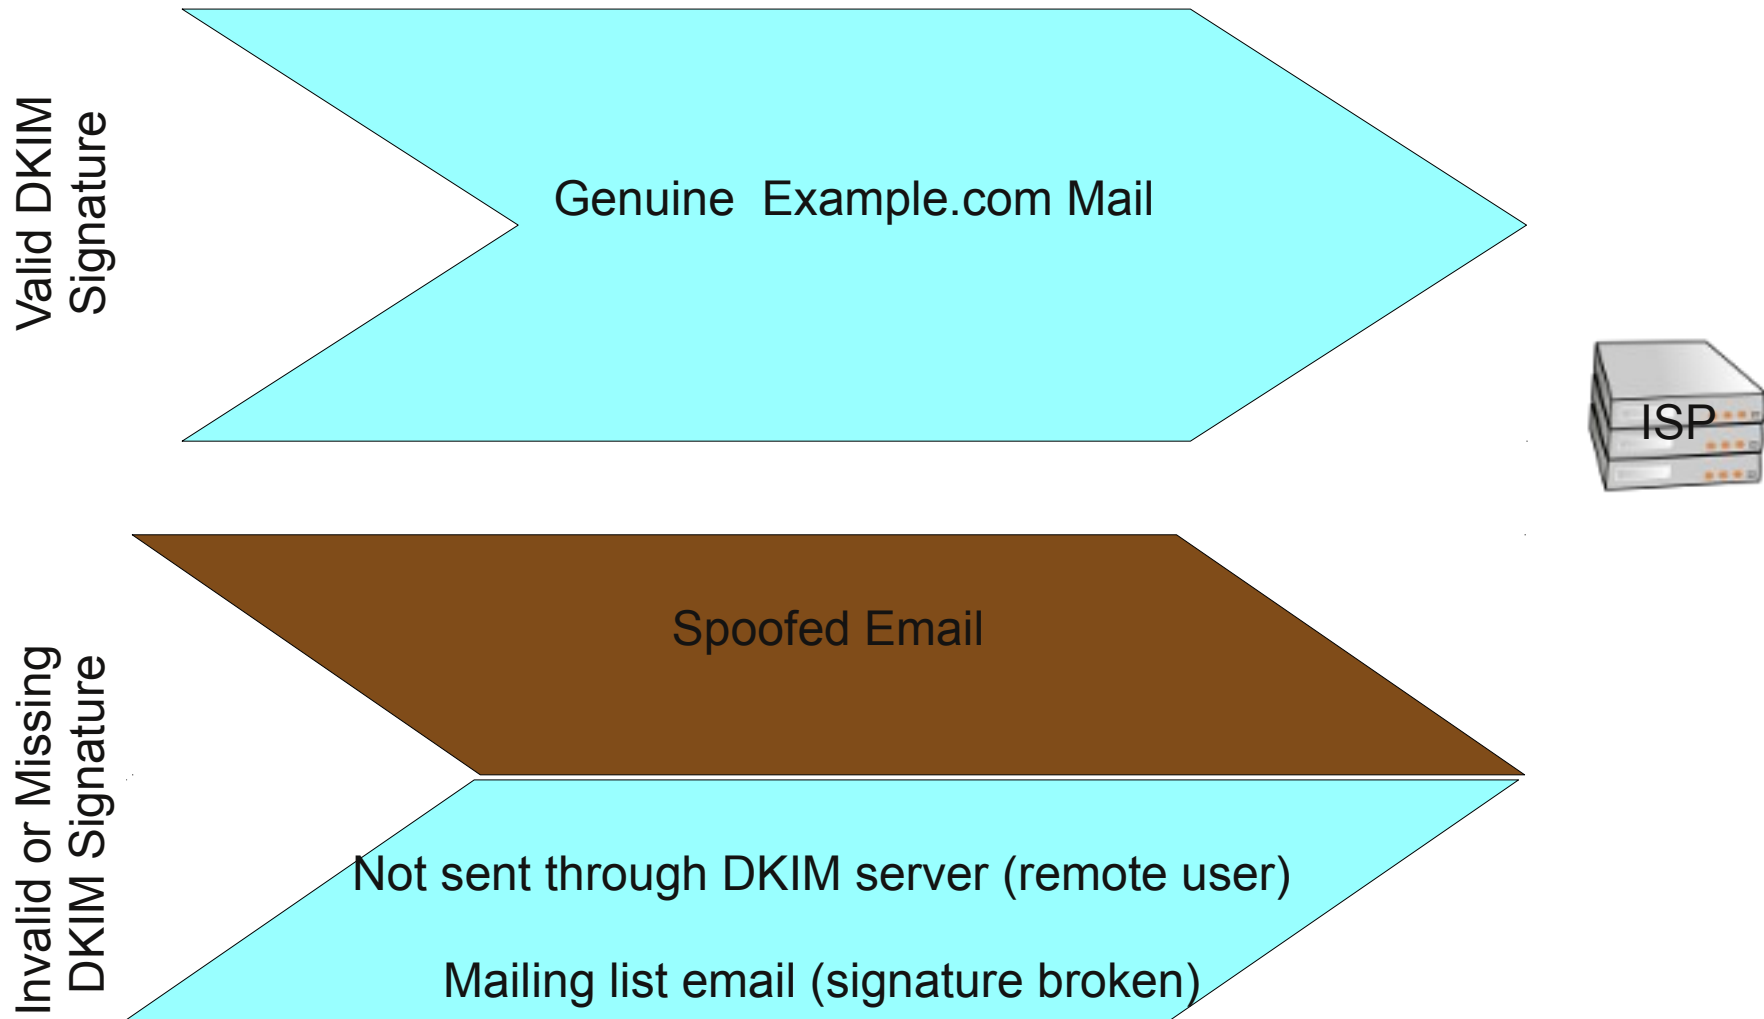 Valid DKIM
Signature
Genuine  Example.com Mail
ISP
Invalid or Missing
DKIM Signature
Spoofed Email
Not sent through DKIM server (remote user)
Mailing list email (signature broken)